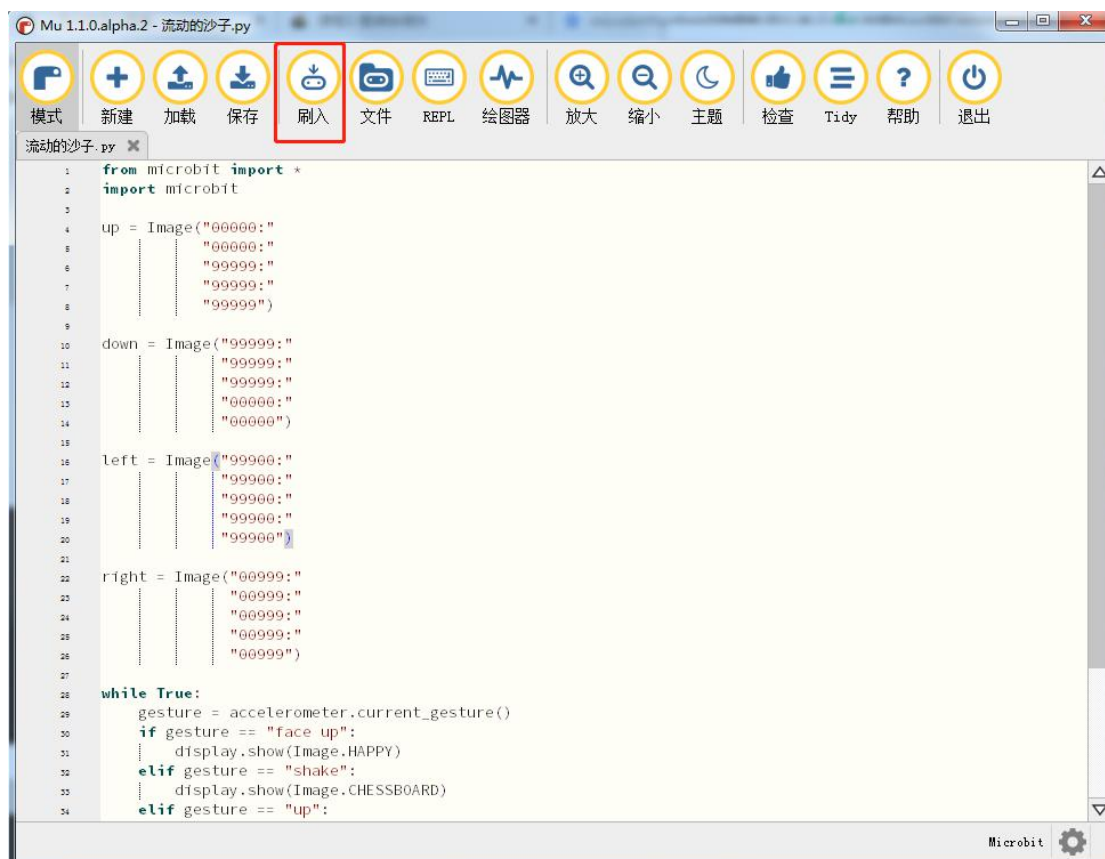 Mu 1.1.0.alpha.2 - 流动的沙子.py
模式 新建 加载 保存 刷入 文件 REPL 绘图器 放大 缩小 主题 检查 Tidy 帮助 退出
流动的沙子.py
1 from microbit import *
2 import microbit
3
4 up = Image("00000:"
5 "00000:"
6 "99999:"
7 "99999:"
8 "99999")
9
10 down = Image("99999:"
11 "99999:"
12 "99999:"
13 "00000:"
14 "00000")
15
16 left = Image("99900:"
17 "99900:"
18 "99900:"
19 "99900:"
20 "99900")
21
22 right = Image("00999:"
23 "00999:"
24 "00999:"
25 "00999:"
26 "00999")
27
28 while True:
29 gesture = accelerometer.current_gesture()
30 if gesture == "face up":
31 display.show(Image.HAPPY)
32 elif gesture == "shake":
33 display.show(Image.CHESSBOARD)
34 elif gesture == "up":
Microbit